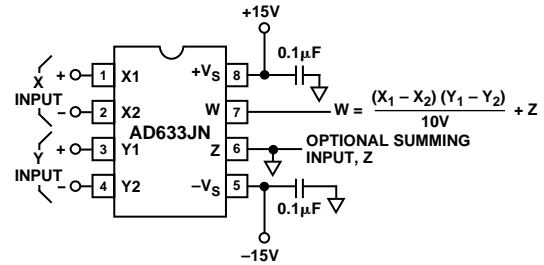 +15V
0.1µF
X
INPUT
+
1 X1
+VS 8
−
2 X2
W 7
W = (X1 – X2) (Y1 – Y2) / 10V + Z
AD633JN
Y
INPUT
+
3 Y1
Z 6
OPTIONAL SUMMING
INPUT, Z
−
4 Y2
–VS 5
0.1µF
–15V